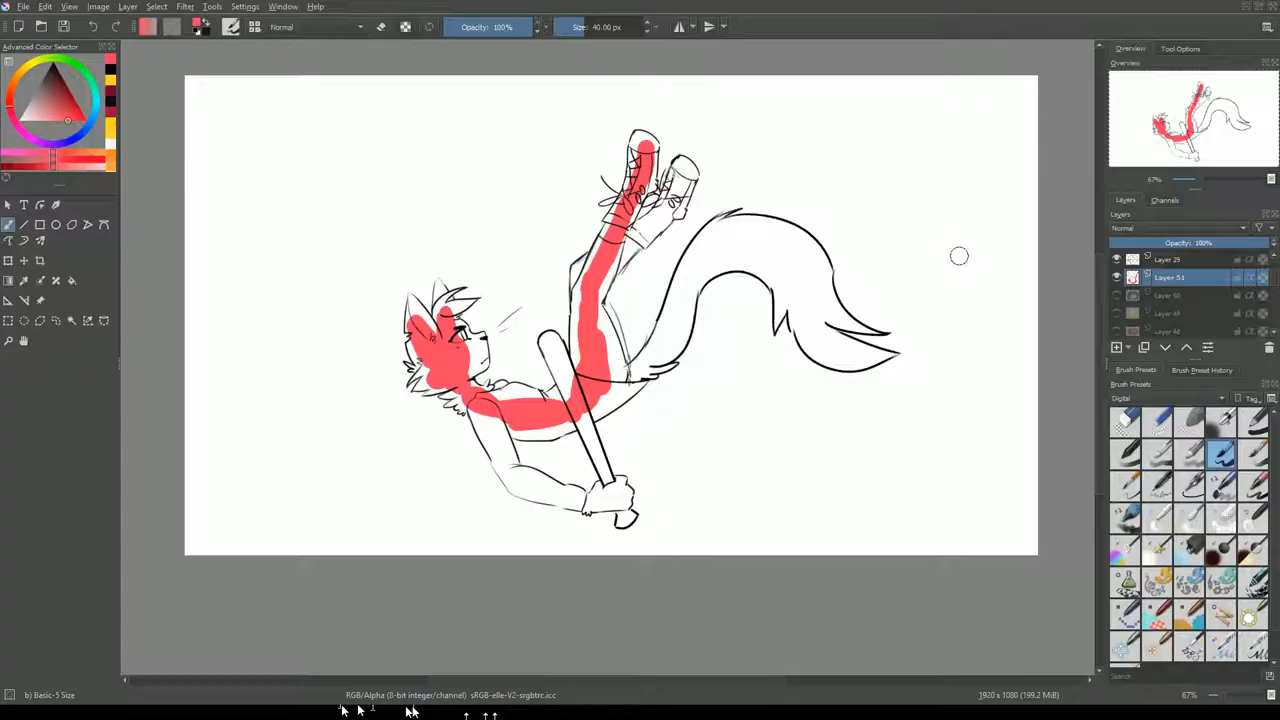 File Edit View Image Layer Select Filter Tools Settings Window Help
Normal Opacity: 100% Size: 40.00 px
Advanced Color Selector
Overview Tool Options
Overview
67%
Layers Channels
Layers
Normal
Opacity: 100%
Layer 29
Layer 51
Layer 50
Layer 49
Layer 48
Brush Presets Brush Preset History
Brush Presets
Digital Tag
Search
b) Basic-5 Size RGB/Alpha (8-bit integer/channel) sRGB-elle-V2-srgbtrc.icc 1920 x 1080 (199.2 MiB) 67%